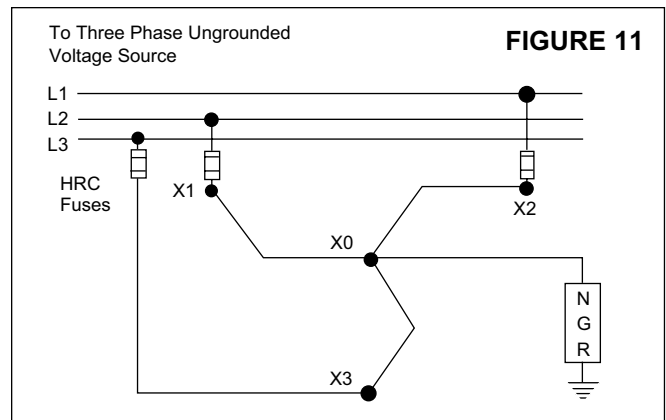 To Three Phase Ungrounded
Voltage Source
FIGURE 11
L1
L2
L3
HRC
Fuses
X1
X2
X0
N
G
R
X3